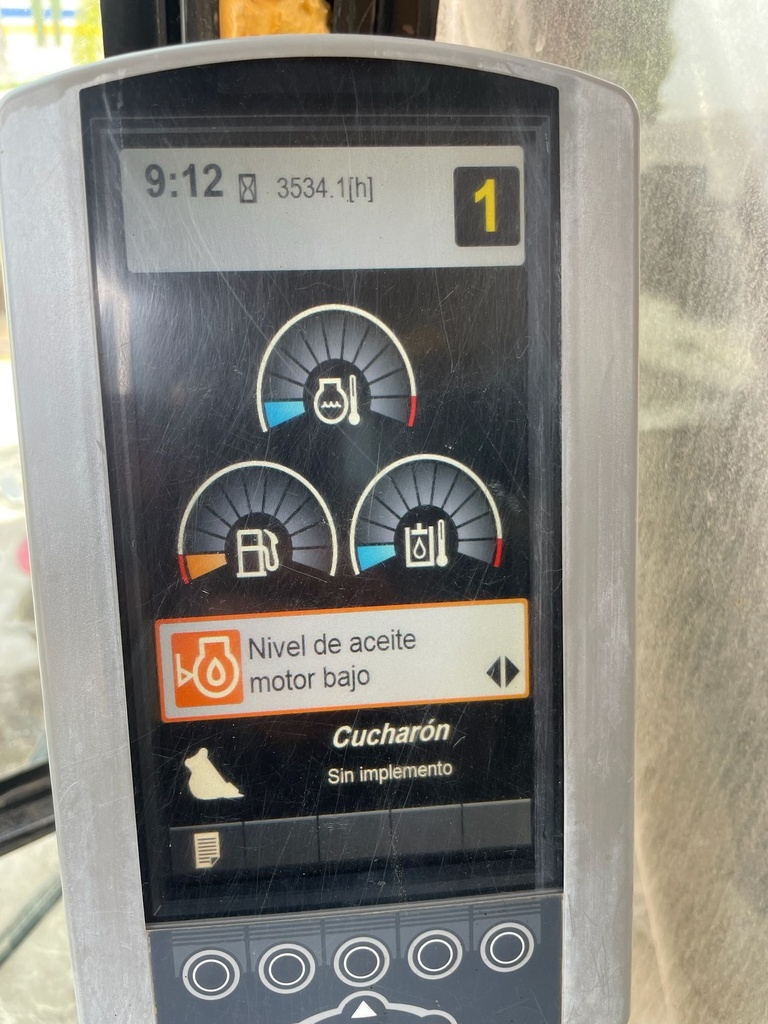 9:12 3534.1[h] 1
Nivel de aceite
motor bajo
Cucharón
Sin implemento